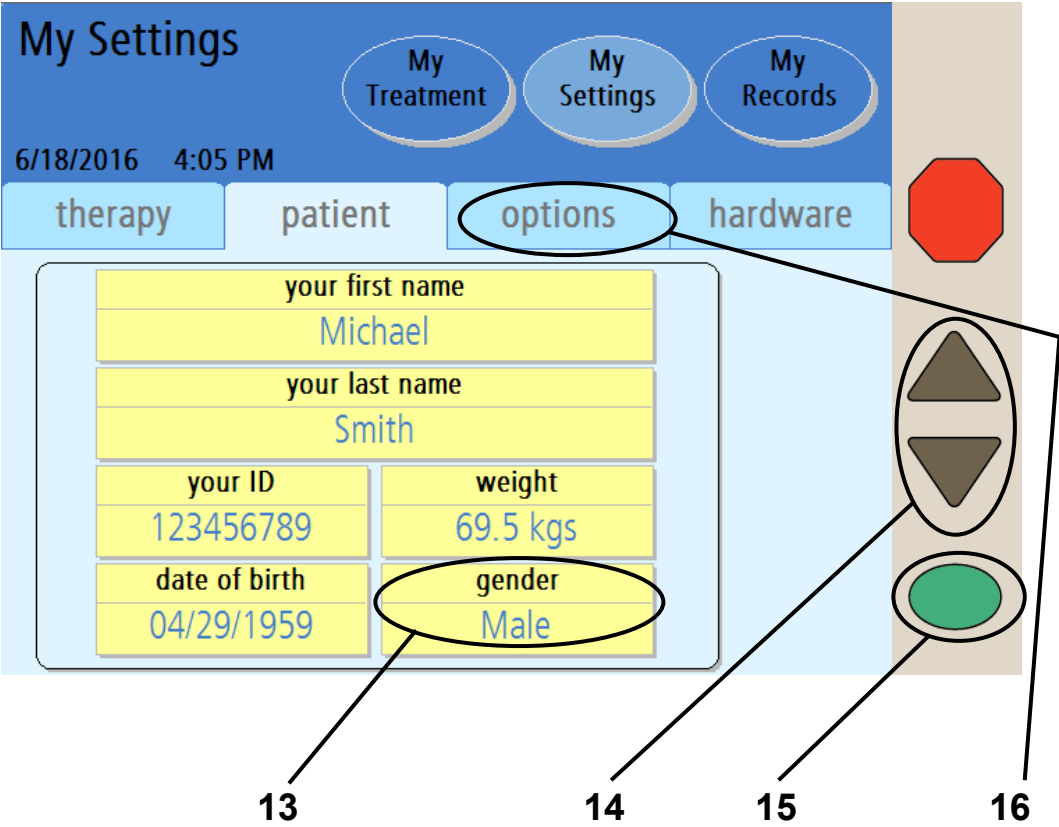 My Settings
My
Treatment
My
Settings
My
Records
6/18/2016 4:05 PM
therapy patient options hardware
your first name
Michael
your last name
Smith
your ID weight
123456789 69.5 kgs
date of birth gender
04/29/1959 Male
13 14 15 16